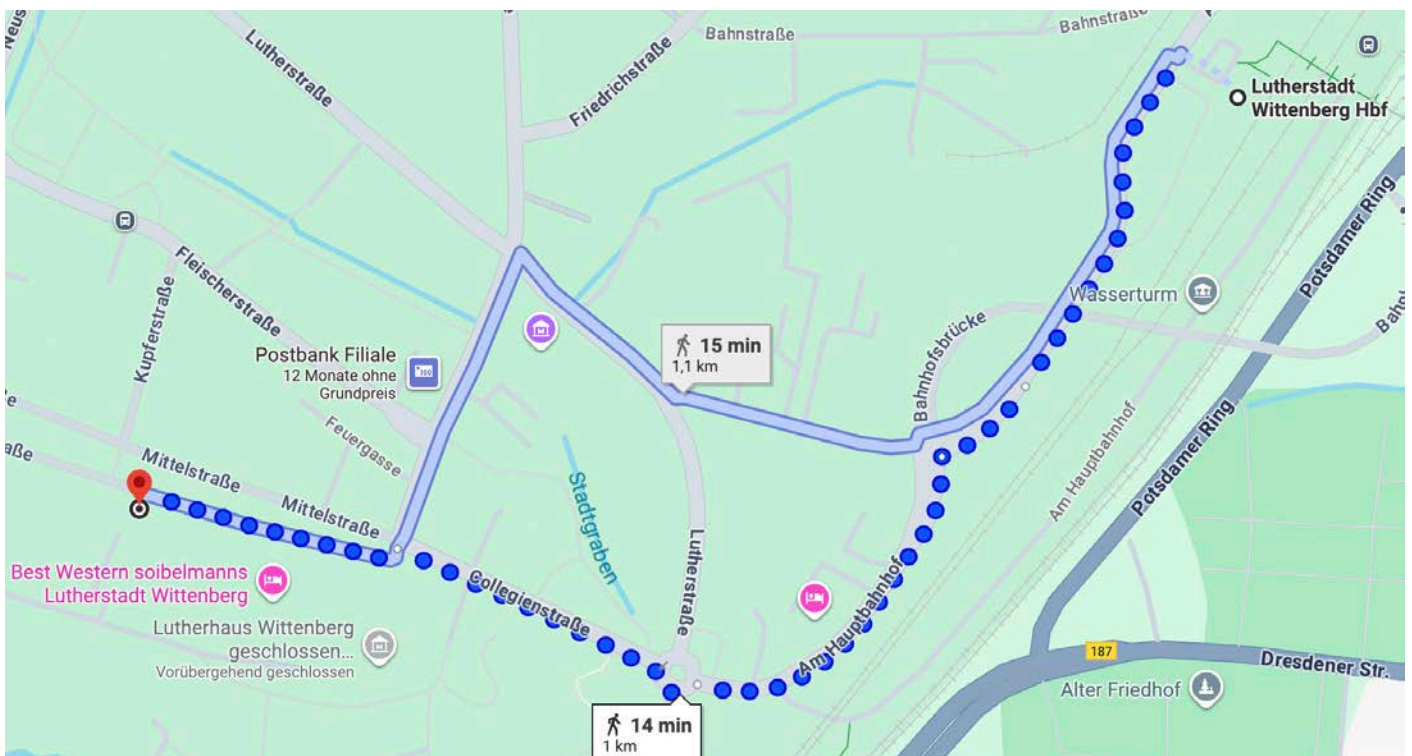 Neus
Lutherstraße
Friedrichstraße
Bahnstraße
Bahnstraße
Lutherstadt
Wittenberg Hbf
Potsdamer Ring
Fleischerstraße
Kupferstraße
Wasserturm
Bahnhofsbrücke
15 min
1,1 km
Postbank Filiale
12 Monate ohne
Grundpreis
Feuergasse
Am Hauptbahnhof
Potsdamer Ring
Mittelstraße
Mittelstraße
Stadtgraben
Lutherstraße
Best Western soibelmanns
Lutherstadt Wittenberg
Collegienstraße
Am Hauptbahnhof
Lutherhaus Wittenberg
geschlossen...
Vorübergehend geschlossen
187
Dresdener Str.
Alter Friedhof
14 min
1 km